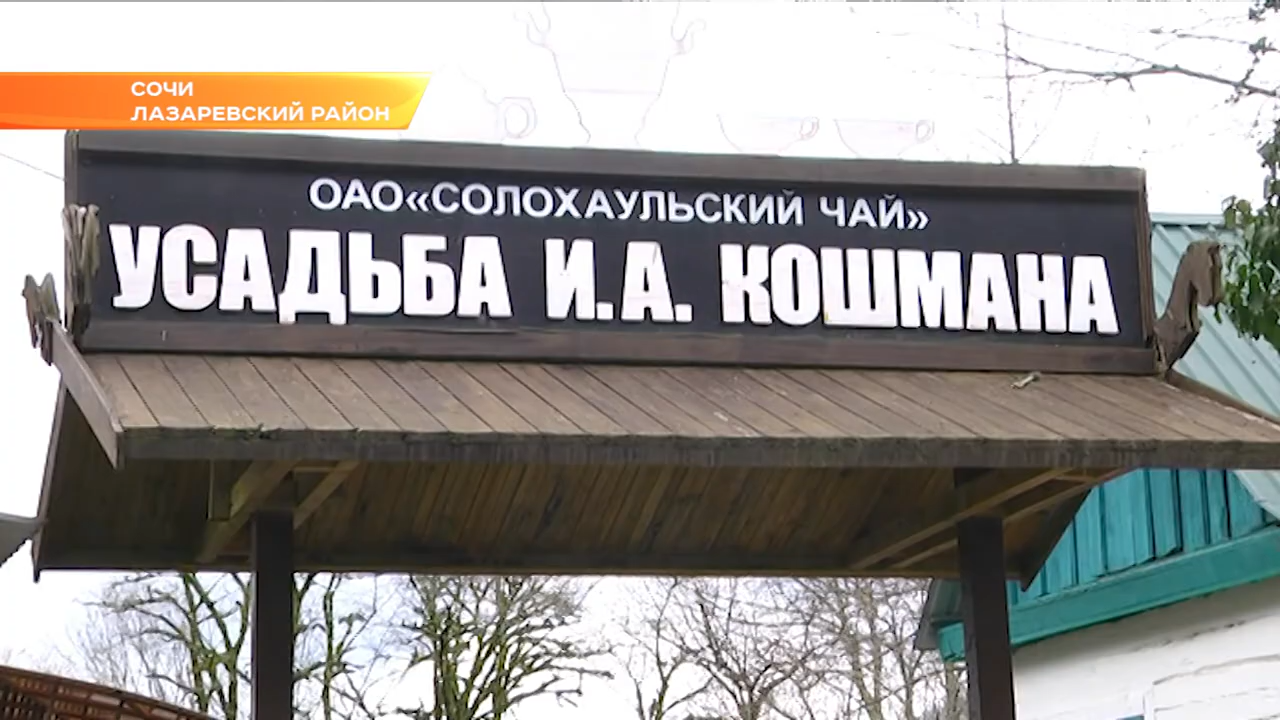 СОЧИ
ЛАЗАРЕВСКИЙ РАЙОН
ОАО«СОЛОХАУЛЬСКИЙ ЧАЙ»
УСАДЬБА И.А. КОШМАНА